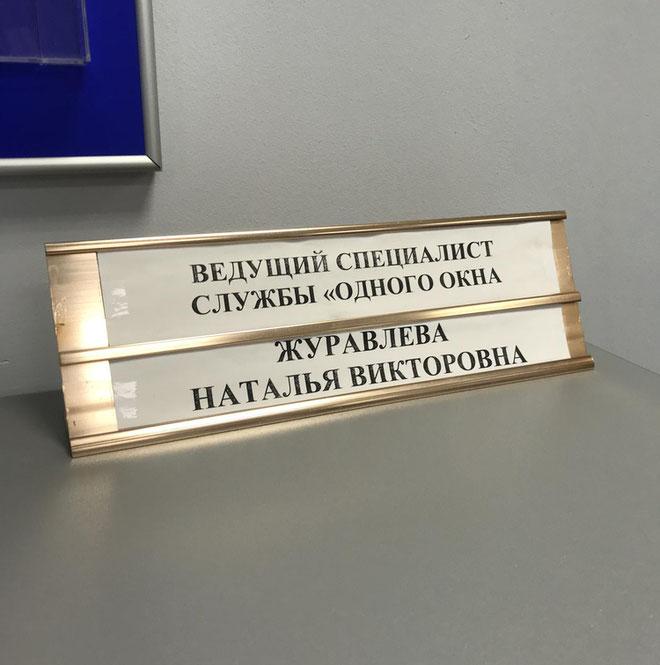 ВЕДУЩИЙ СПЕЦИАЛИСТ
СЛУЖБЫ «ОДНОГО ОКНА
ЖУРАВЛЕВА
НАТАЛЬЯ ВИКТОРОВНА